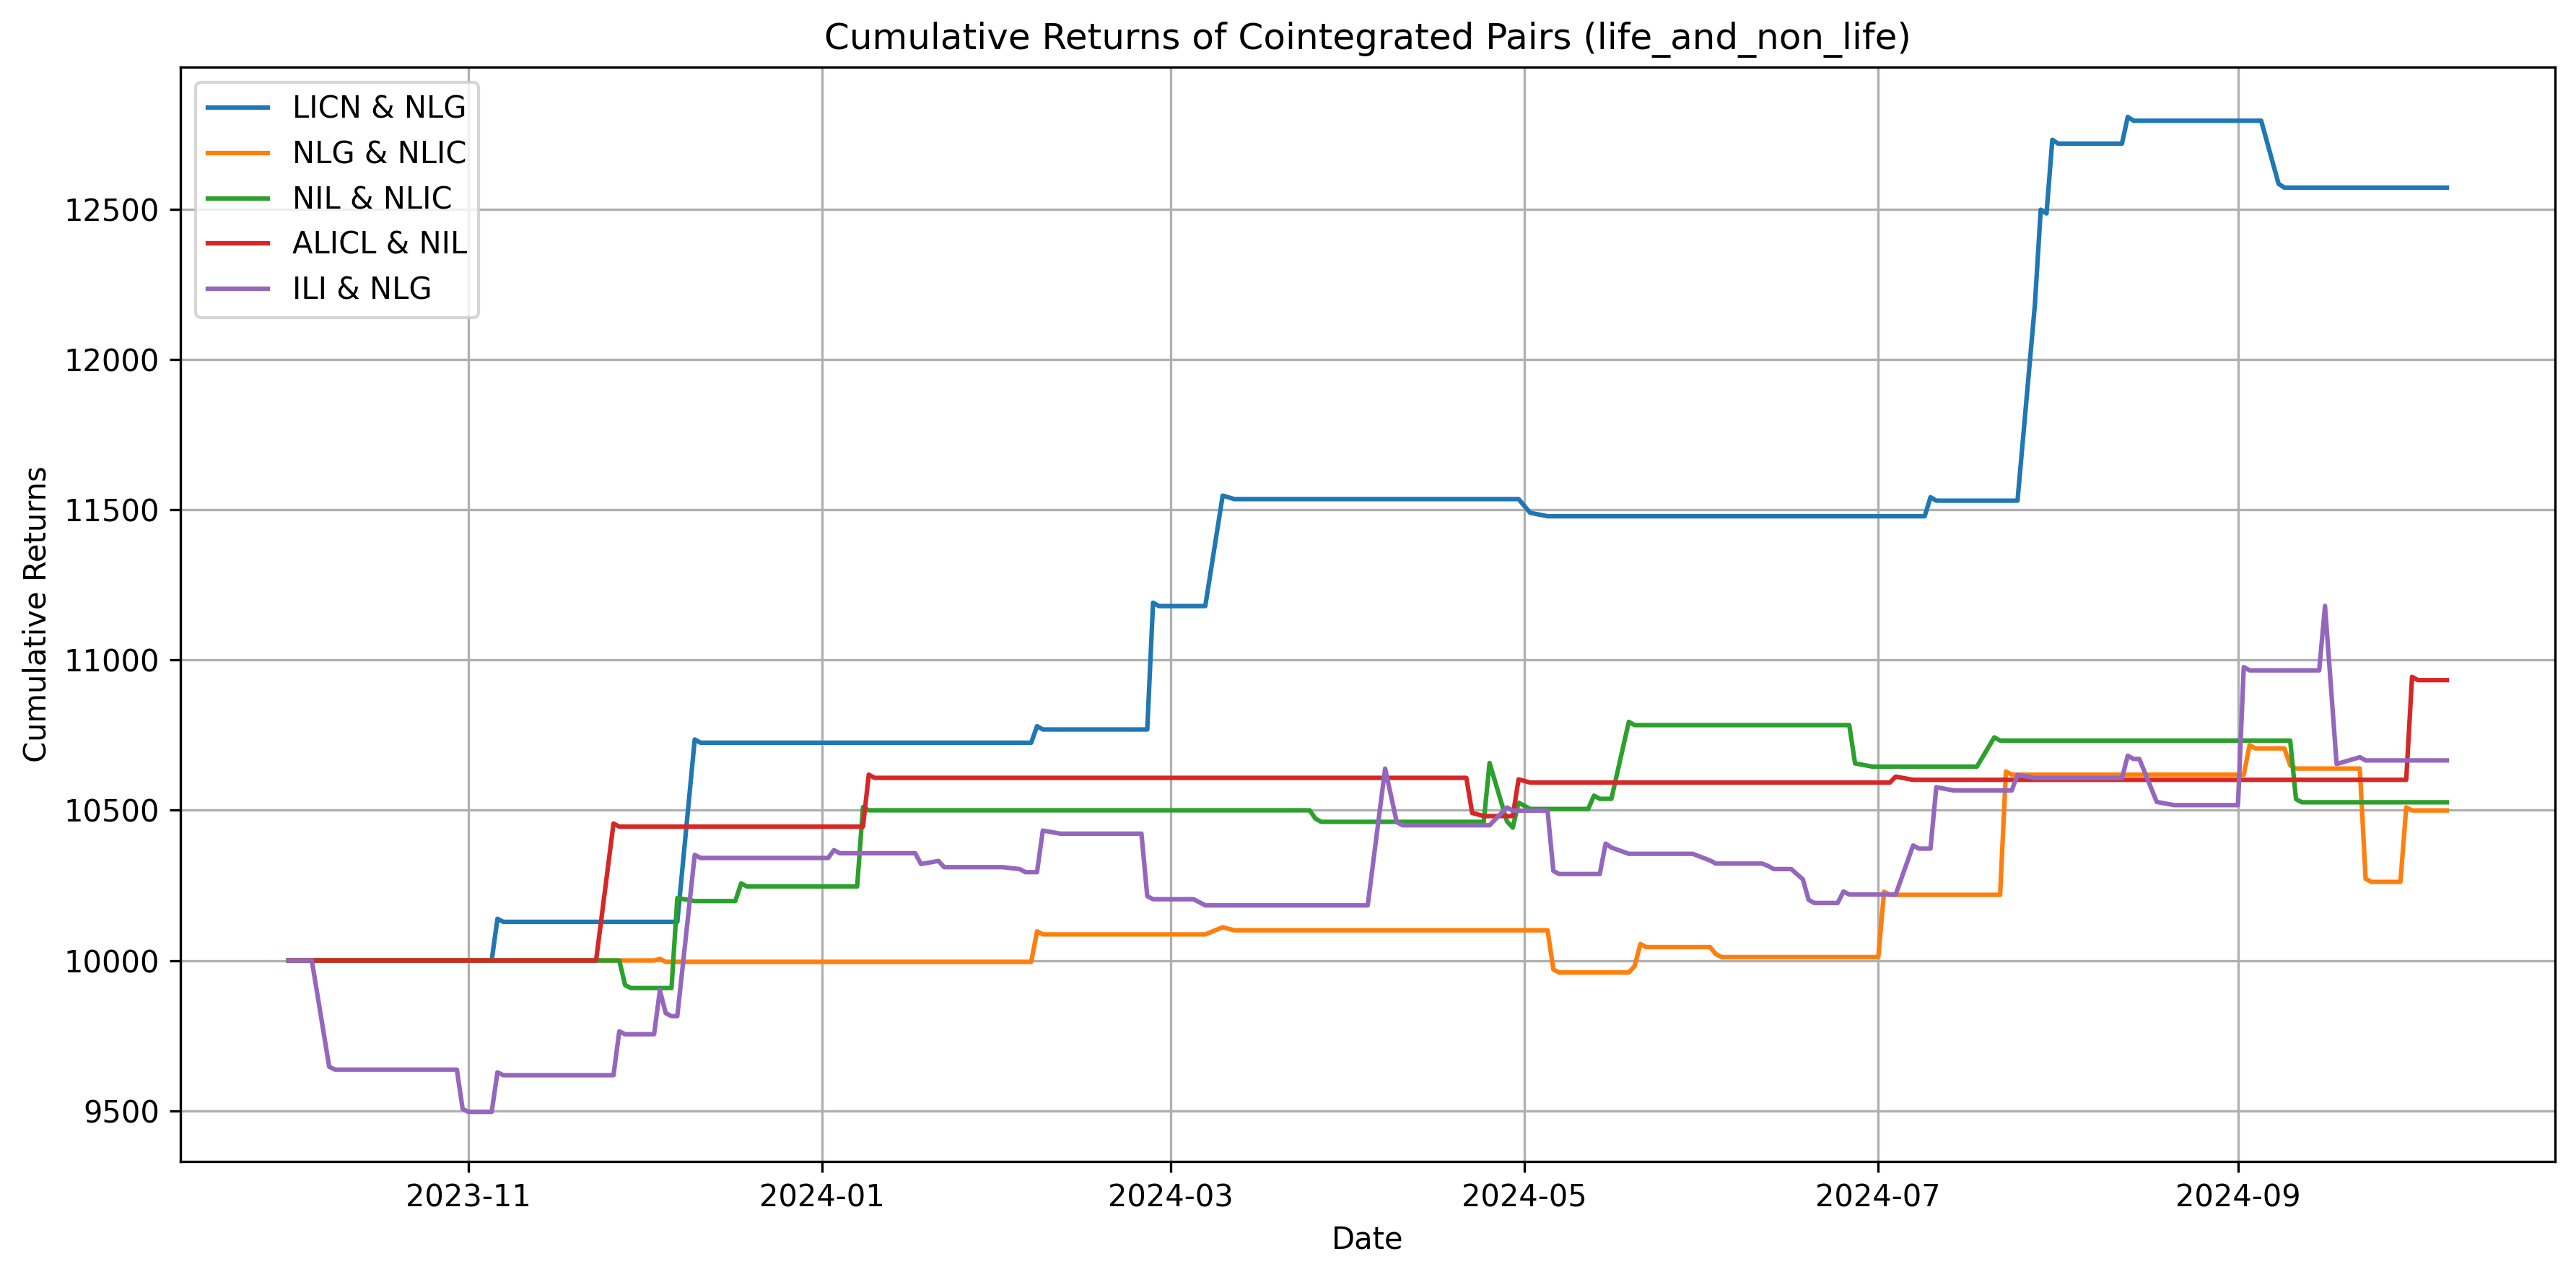 Cumulative Returns of Cointegrated Pairs (life_and_non_life)
LICN & NLG
NLG & NLIC
NIL & NLIC
ALICL & NIL
ILI & NLG
Cumulative Returns
12500
12000
11500
11000
10500
10000
9500
2023-11
2024-01
2024-03
2024-05
2024-07
2024-09
Date